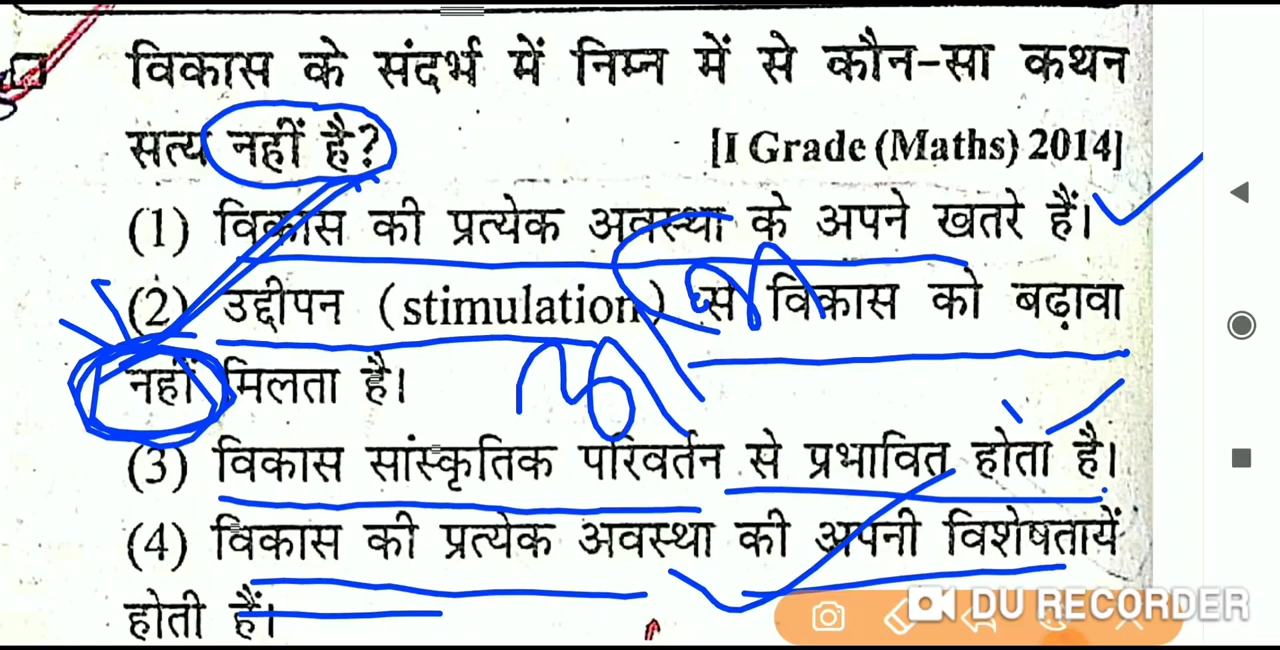 विकास के संदर्भ में निम्न में से कौन-सा कथन
सत्य नहीं है? [I Grade (Maths) 2014]
(1) विकास की प्रत्येक अवस्था के अपने खतरे हैं।
(2) उद्दीपन (stimulation) से विकास को बढ़ावा
नहीं मिलता है।
(3) विकास सांस्कृतिक परिवर्तन से प्रभावित होता है।
(4) विकास की प्रत्येक अवस्था की अपनी विशेषतायें
होती हैं।
DU RECORDER